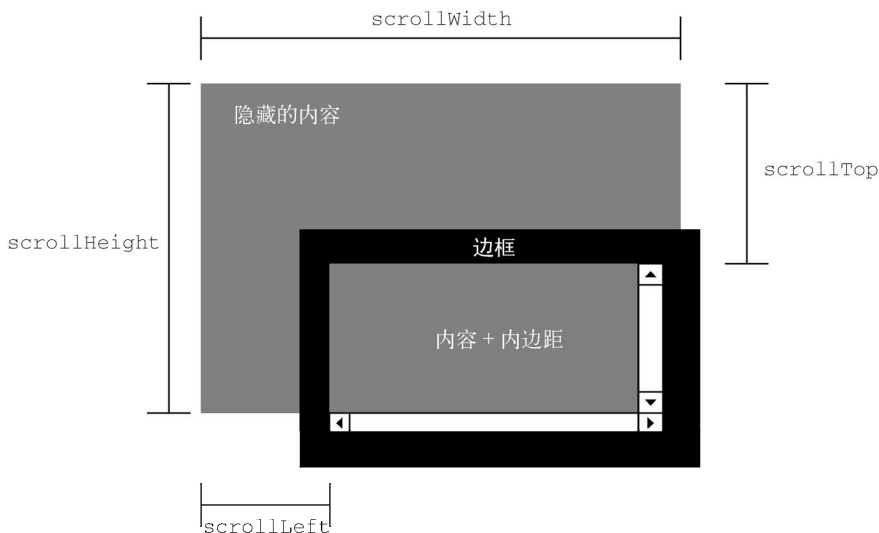 scrollWidth
隐藏的内容
scrollTop
scrollHeight
边框
内容 + 内边距
scrollLeft